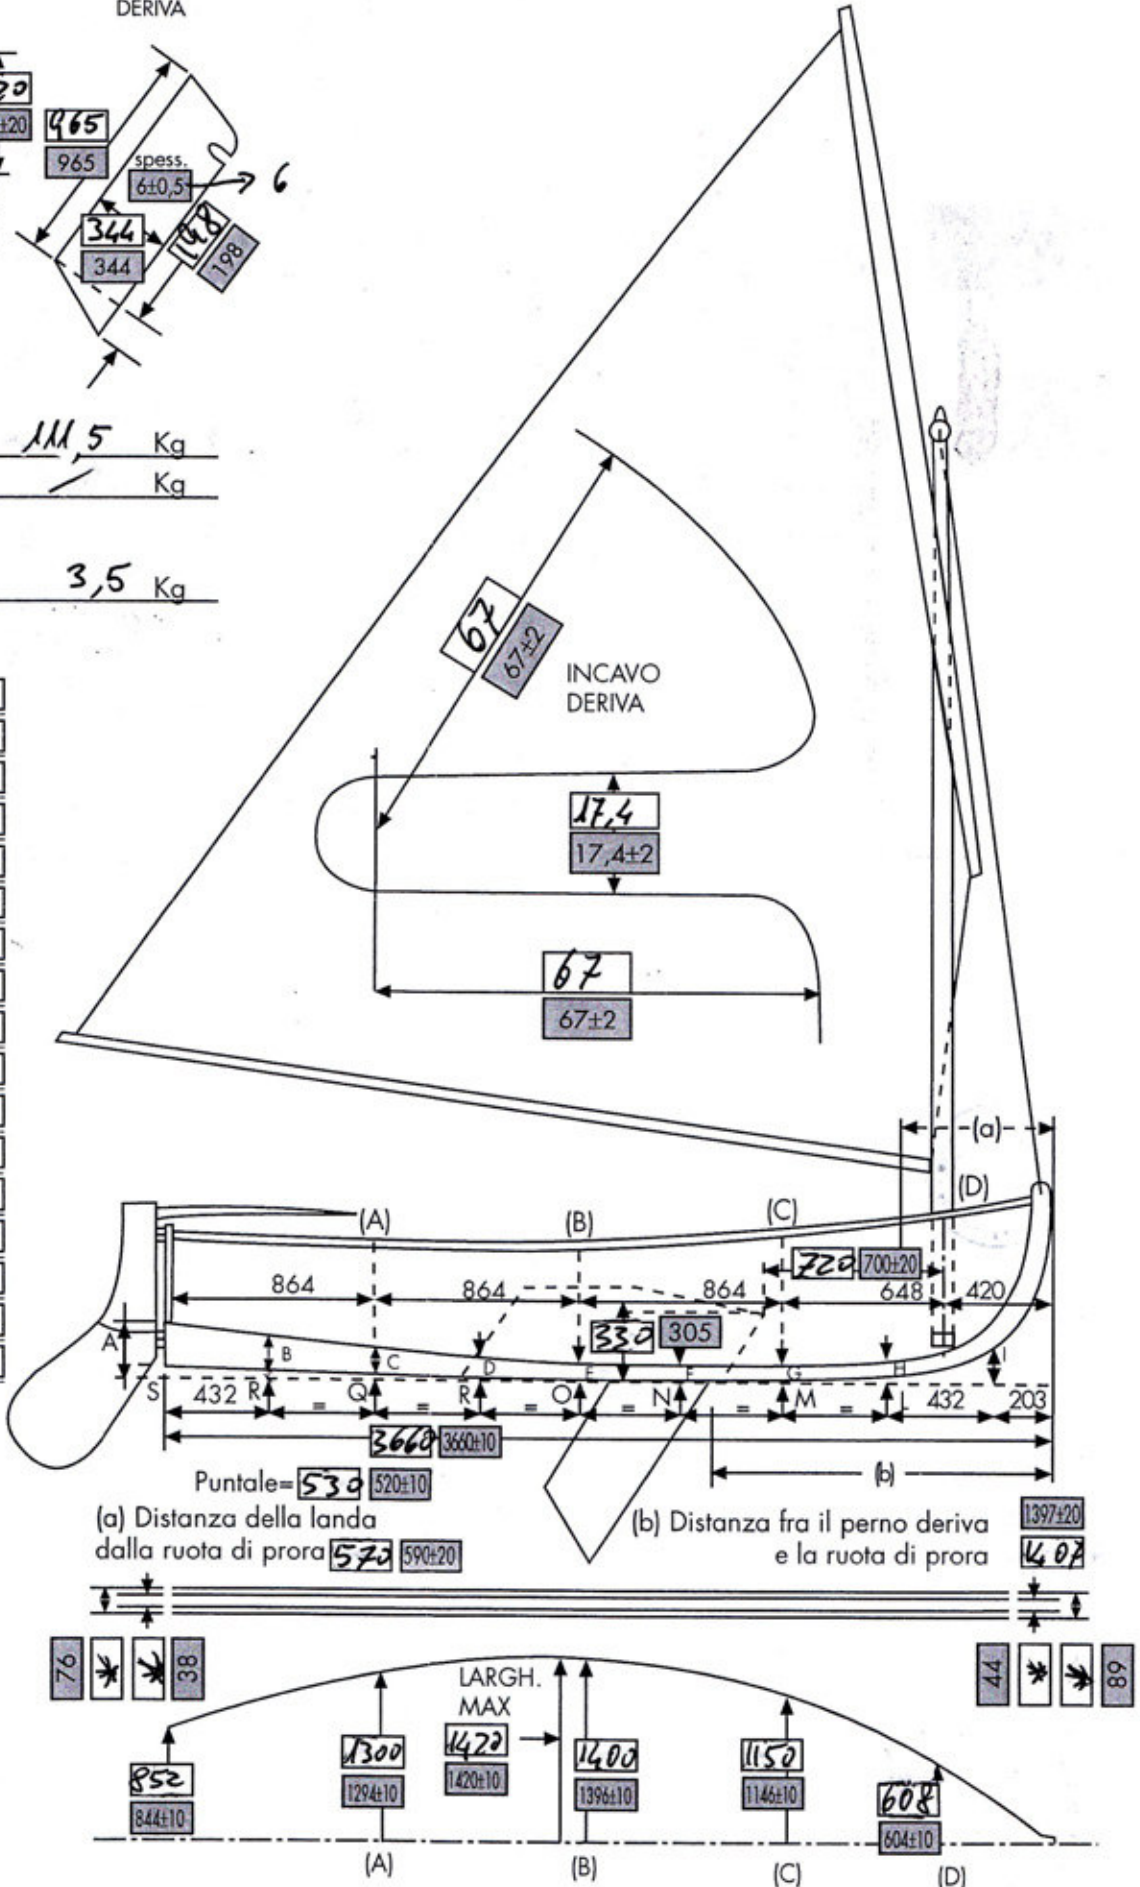 DERIVA
20
±20
965
965
spess.
6±0,5 → 6
344
344
198
198
111,5 Kg
/ Kg
3,5 Kg
67
67±2
INCAVO
DERIVA
17,4
17,4±2
67
67±2
(a)
(A) (B) (C) (D)
720 700±20
864 864 864 648 420
330 305
A B C D E F G H I
S R Q R O N M L
432 = = = = = = 432 203
3660 3660±10
(b)
Puntale= 530 520±10
(a) Distanza della landa
dalla ruota di prora 570 590±20
(b) Distanza fra il perno deriva
e la ruota di prora
1397±20
1407
76 * * 38
44 * * 89
LARGH.
MAX
852 1300 1420 1400 1150 608
844±10 1294±10 1420±10 1396±10 1146±10 604±10
(A) (B) (C) (D)